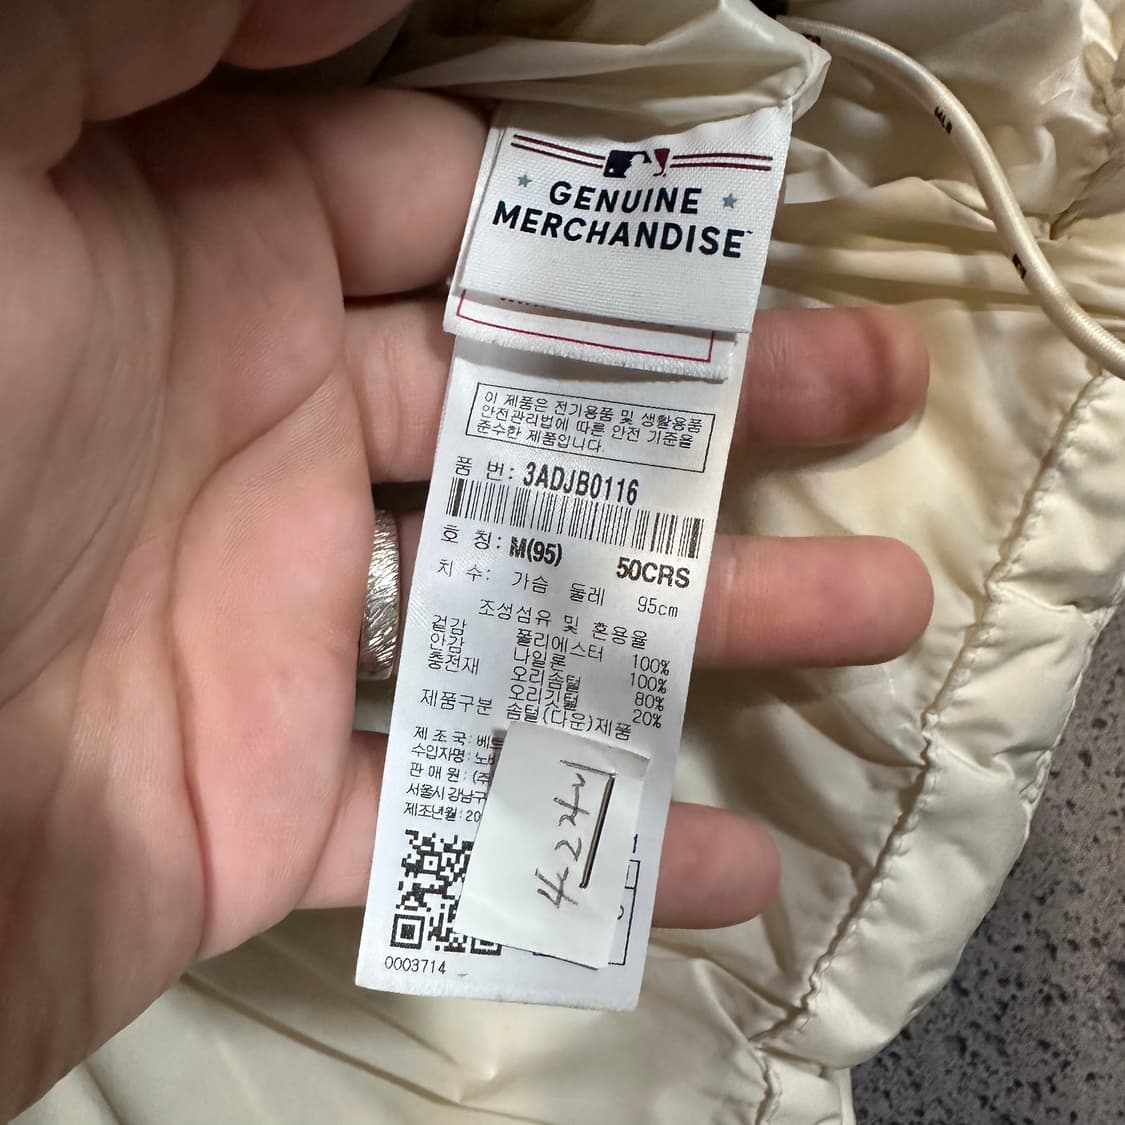 GENUINE
MERCHANDISE™
이 제품은 전기용품 및 생활용품
안전관리법에 따른 안전 기준을
준수한 제품입니다.
품 번: 3ADJB0116
호 칭: M(95) 50CRS
치 수: 가슴 둘레 95cm
조성섬유 및 혼용율
겉감 폴리에스터 100%
안감 나일론 100%
충전재 오리솜털 80%
오리깃털 20%
제품구분 솜털(다운)제품
제 조 국: 베트
수입자명:
판 매 원: (주
서울시 강남구
제조년월: 20
0003714
MLB